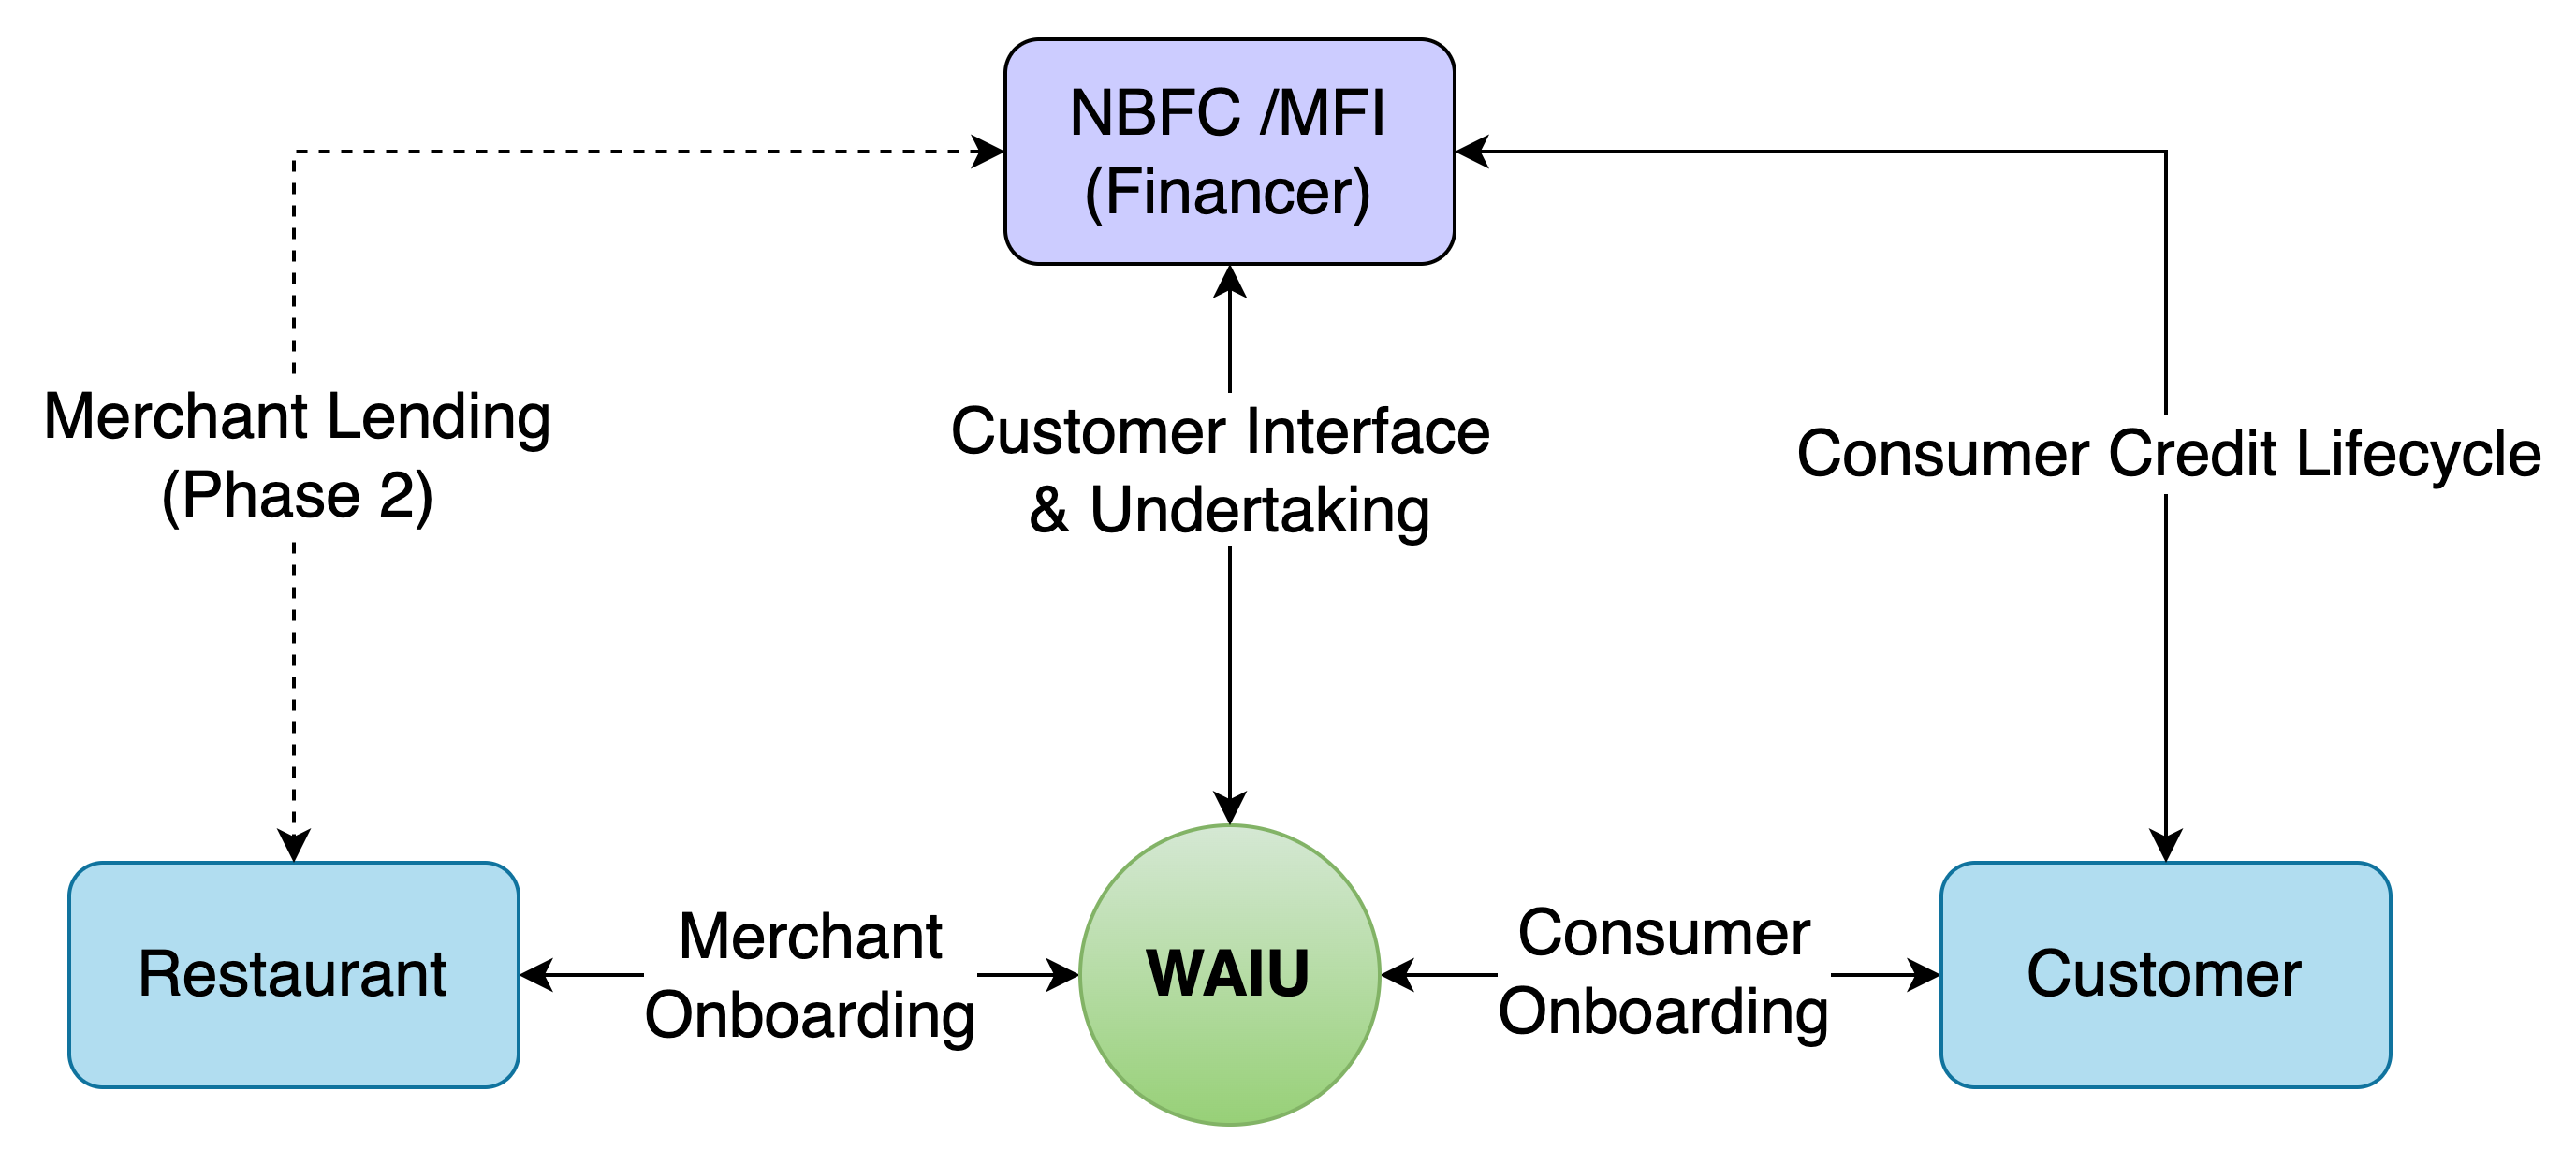 NBFC /MFI
(Financer)
Merchant Lending
(Phase 2)
Customer Interface
& Undertaking
Consumer Credit Lifecycle
Restaurant
Merchant
Onboarding
WAIU
Consumer
Onboarding
Customer